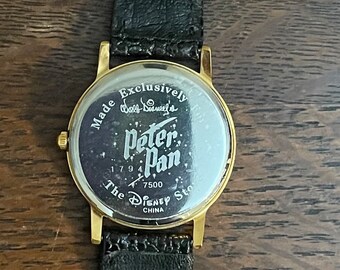 Made Exclusively
Walt Disney's
Peter
Pan
7500
The Disney
CHINA